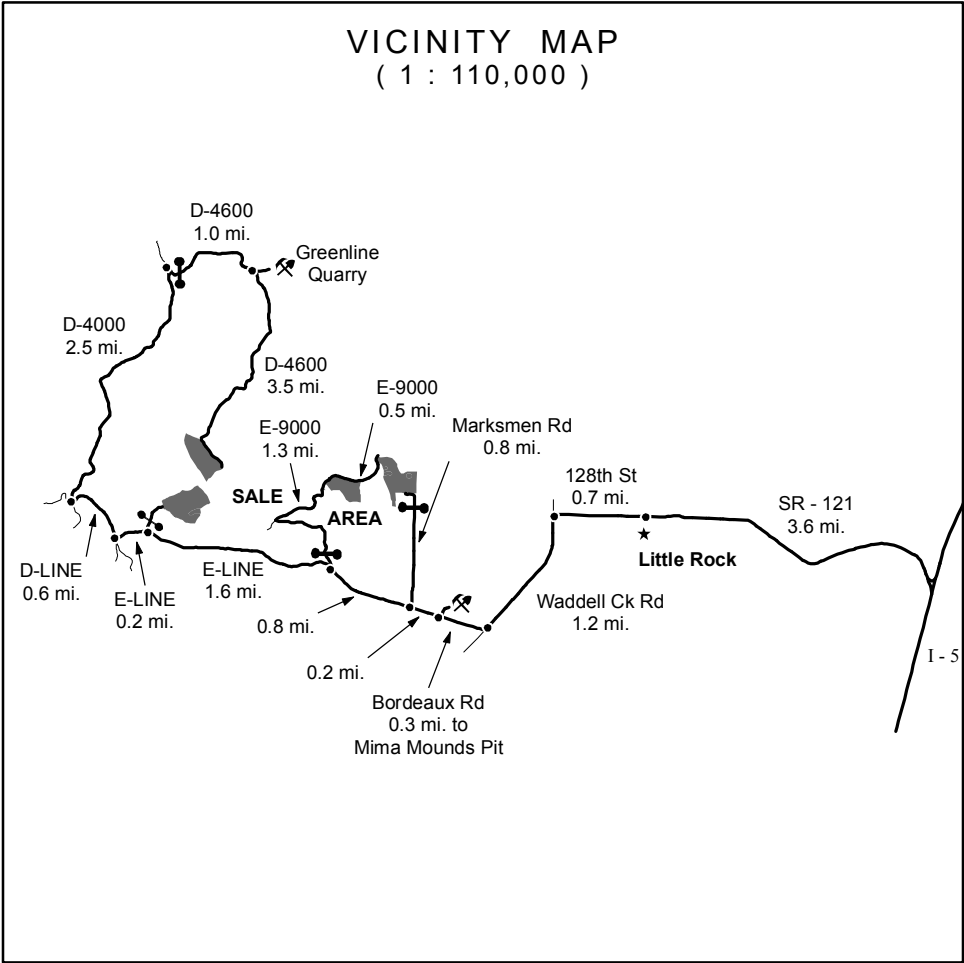 VICINITY MAP
( 1 : 110,000 )
D-4600
1.0 mi.
Greenline
Quarry
D-4000
2.5 mi.
D-4600
3.5 mi.
E-9000
0.5 mi.
E-9000
1.3 mi.
Marksmen Rd
0.8 mi.
128th St
0.7 mi.
SR - 121
3.6 mi.
SALE
AREA
Little Rock
D-LINE
0.6 mi.
E-LINE
0.2 mi.
E-LINE
1.6 mi.
0.8 mi.
0.2 mi.
Waddell Ck Rd
1.2 mi.
I - 5
Bordeaux Rd
0.3 mi. to
Mima Mounds Pit